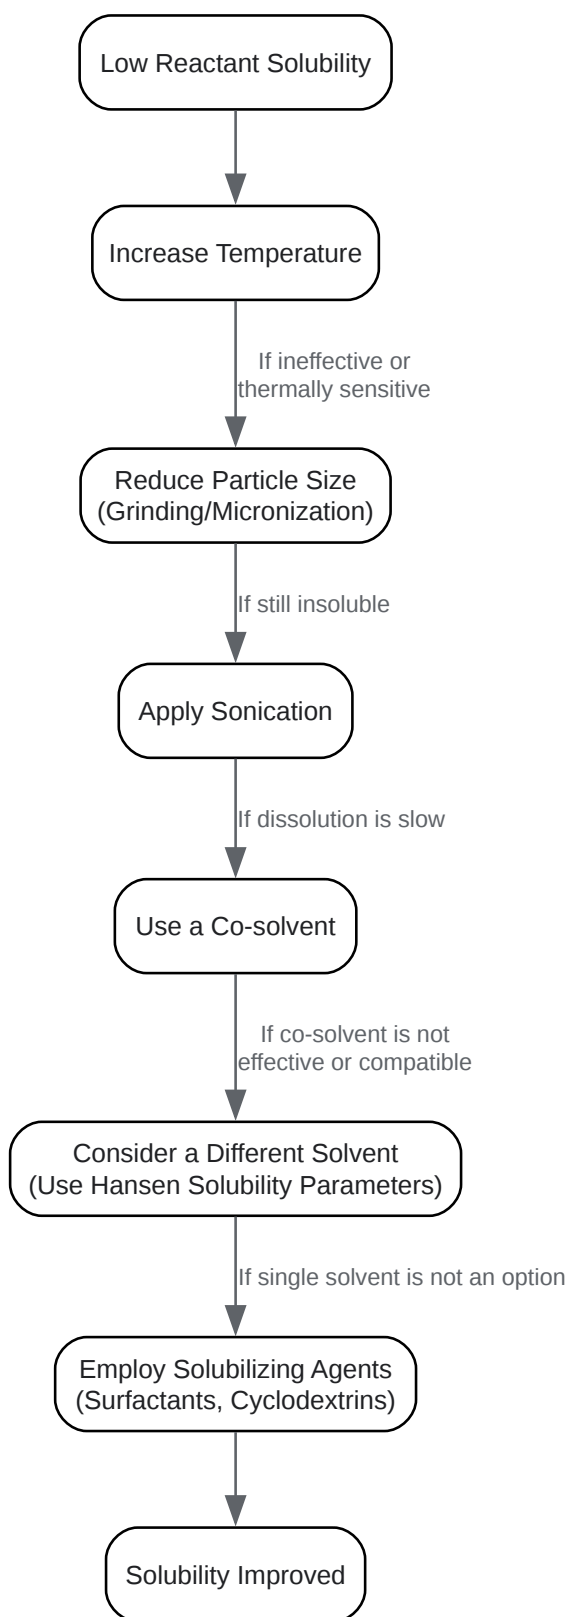 Low Reactant Solubility
Increase Temperature
If ineffective or
thermally sensitive
Reduce Particle Size
(Grinding/Micronization)
If still insoluble
Apply Sonication
If dissolution is slow
Use a Co-solvent
If co-solvent is not
effective or compatible
Consider a Different Solvent
(Use Hansen Solubility Parameters)
If single solvent is not an option
Employ Solubilizing Agents
(Surfactants, Cyclodextrins)
Solubility Improved